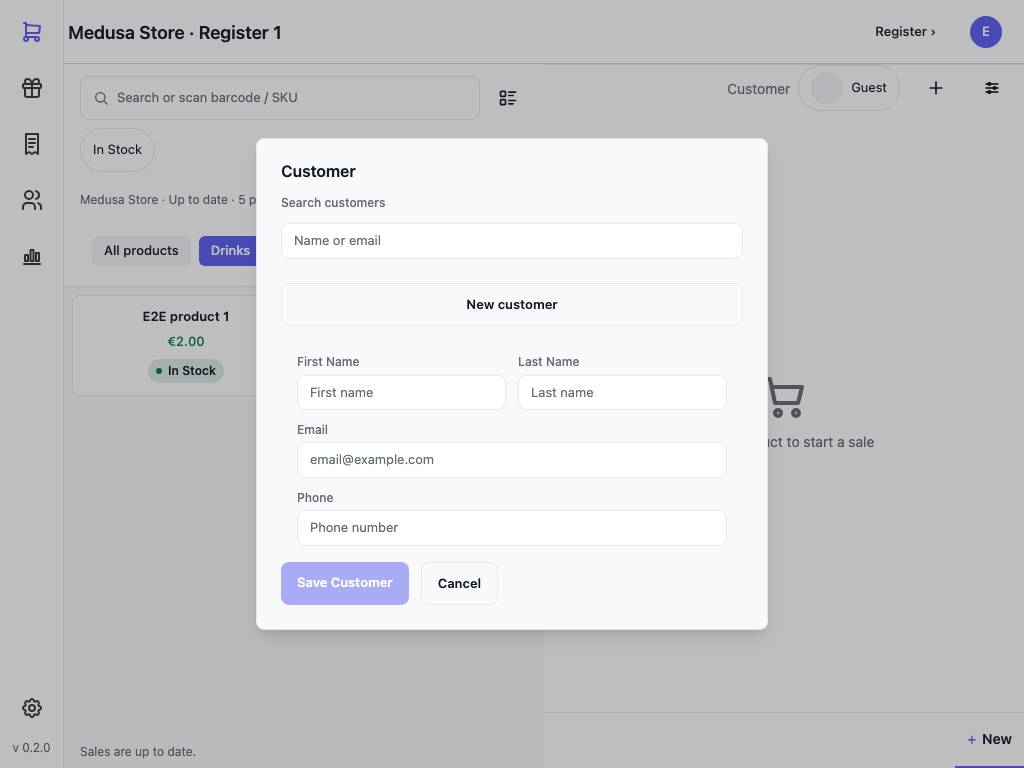 Medusa Store · Register 1
Register ›
E
Search or scan barcode / SKU
Customer
Guest
In Stock
Medusa Store · Up to date · 5
All products
Drinks
E2E product 1
€2.00
In Stock
Customer
Search customers
Name or email
New customer
First Name
Last Name
First name
Last name
Email
email@example.com
Phone
Phone number
Save Customer
Cancel
to start a sale
v 0.2.0
Sales are up to date.
+ New